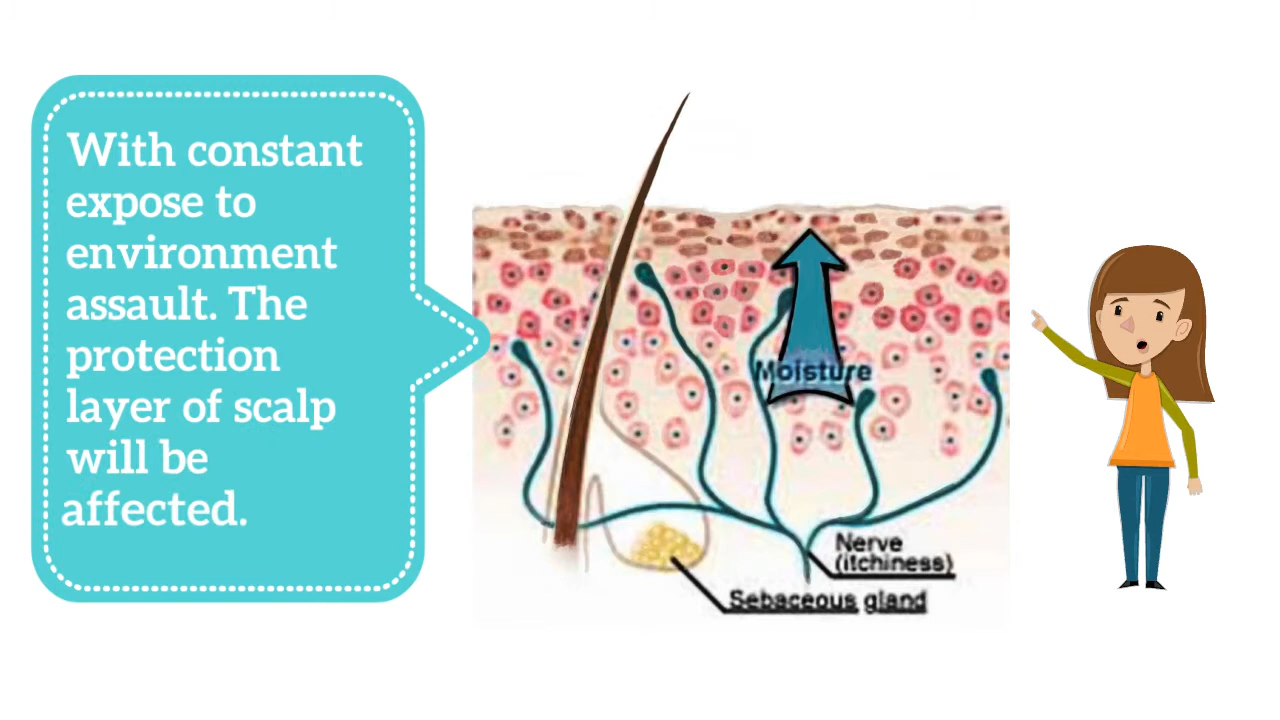 With constant
expose to
environment
assault. The
protection
layer of scalp
will be
affected.
Moisture
Nerve
(itchiness)
Sebaceous gland